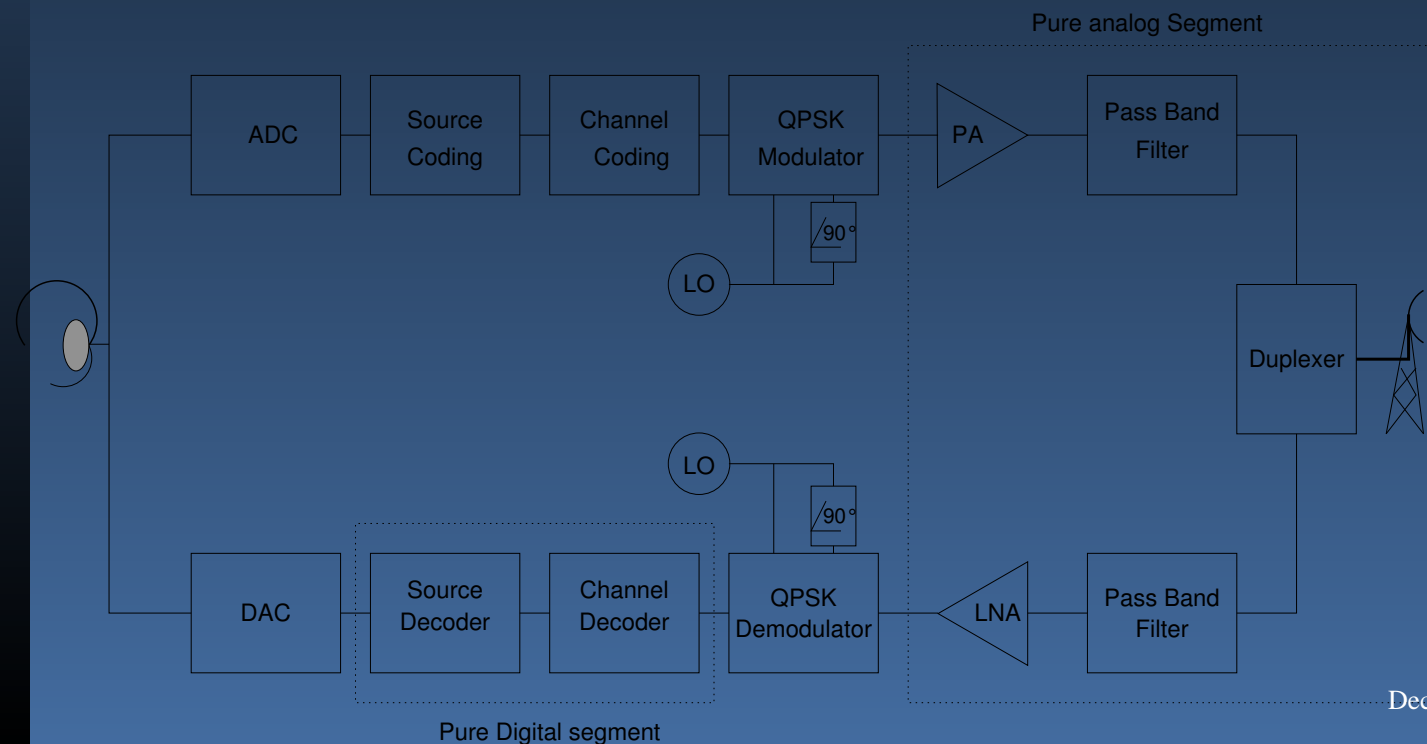 Pure analog Segment
ADC
Source
Coding
Channel
Coding
QPSK
Modulator
PA
Pass Band
Filter
90°
LO
Duplexer
LO
90°
DAC
Source
Decoder
Channel
Decoder
QPSK
Demodulator
LNA
Pass Band
Filter
Dec
Pure Digital segment